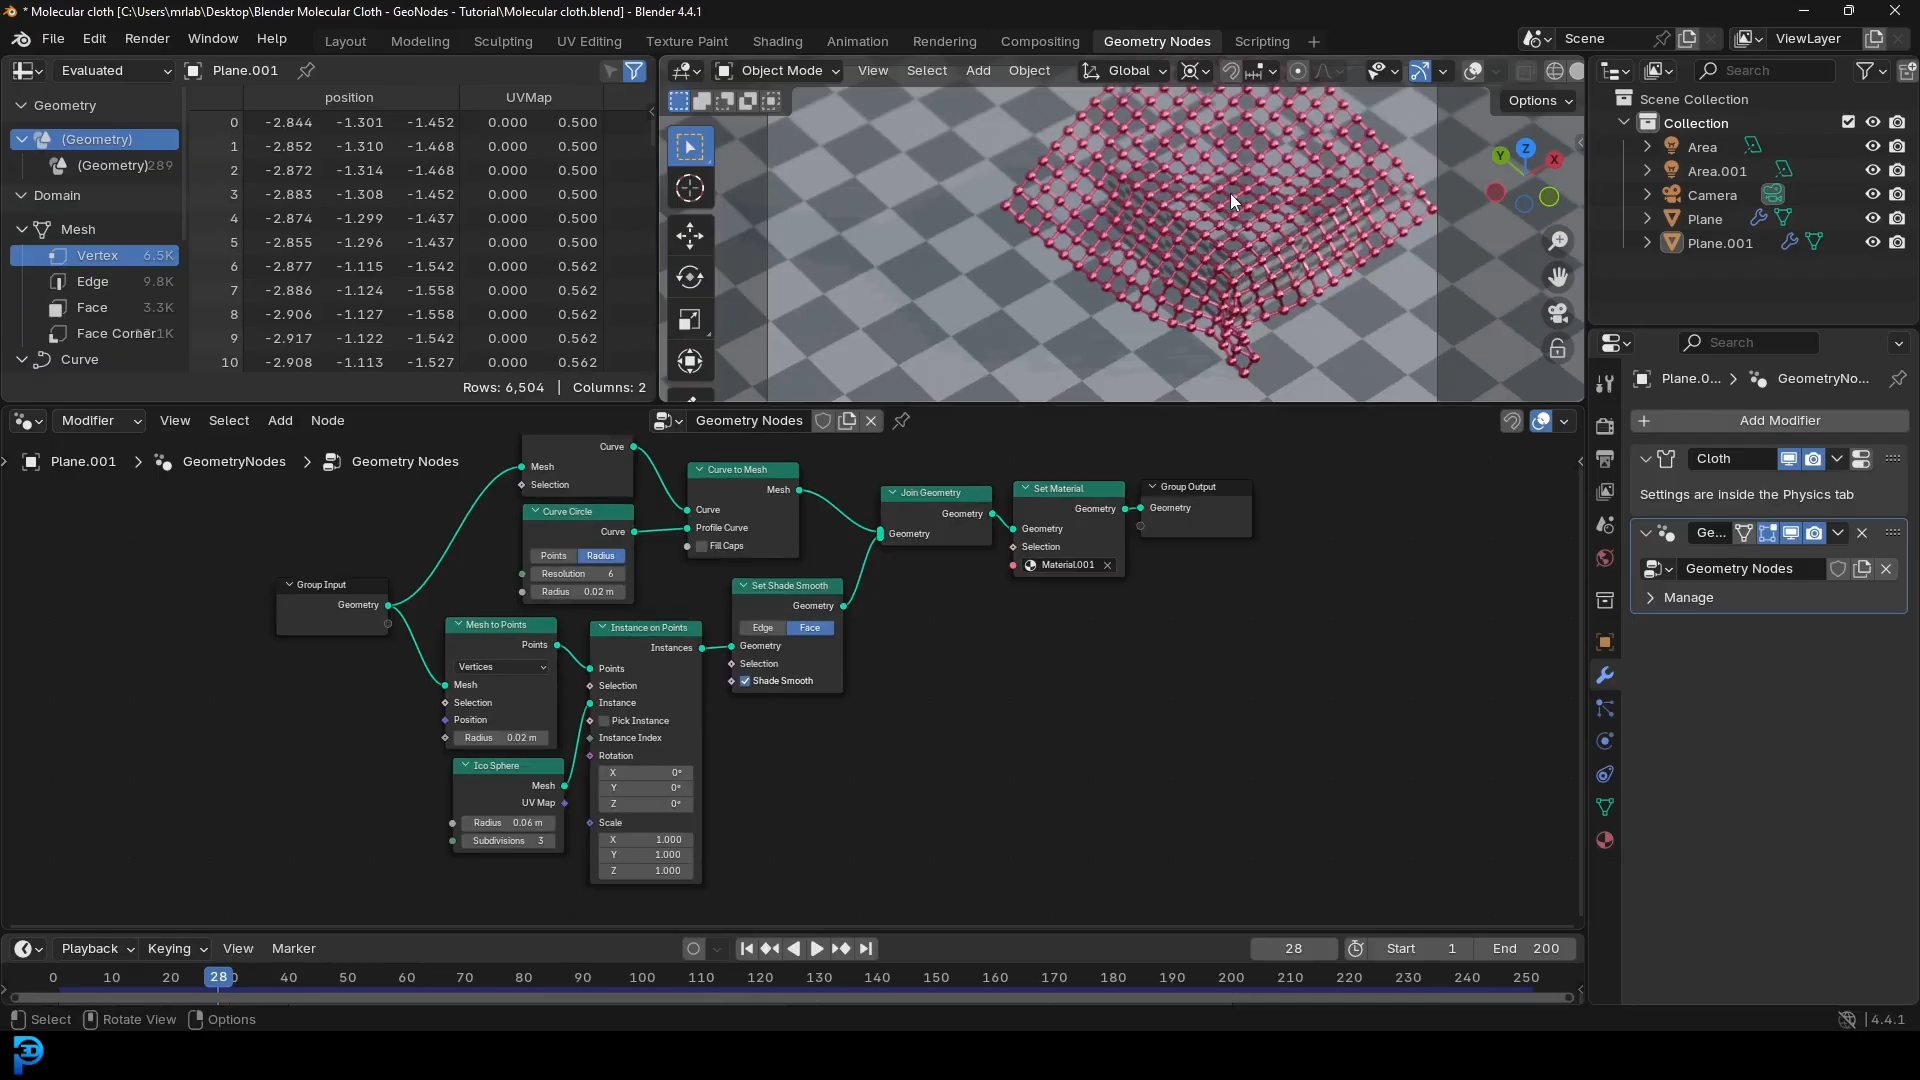 * Molecular cloth [C:\Users\mrlab\Desktop\Blender Molecular Cloth - GeoNodes - Tutorial\Molecular cloth.blend] - Blender 4.4.1
File Edit Render Window Help Layout Modeling Sculpting UV Editing Texture Paint Shading Animation Rendering Compositing Geometry Nodes Scripting + Scene ViewLayer
Evaluated Plane.001
Object Mode View Select Add Object Global
Search
Options
Geometry position UVMap
(Geometry)
(Geometry) 289
Domain
Mesh
Vertex 6.5K
Edge 9.8K
Face 3.3K
Face Corner 1K
Curve
0 -2.844 -1.301 -1.452 0.000 0.500
1 -2.852 -1.310 -1.468 0.000 0.500
2 -2.872 -1.314 -1.468 0.000 0.500
3 -2.883 -1.308 -1.452 0.000 0.500
4 -2.874 -1.299 -1.437 0.000 0.500
5 -2.855 -1.296 -1.437 0.000 0.500
6 -2.877 -1.115 -1.542 0.000 0.562
7 -2.886 -1.124 -1.558 0.000 0.562
8 -2.906 -1.127 -1.558 0.000 0.562
9 -2.917 -1.122 -1.542 0.000 0.562
10 -2.908 -1.113 -1.527 0.000 0.562
Rows: 6,504 | Columns: 2
Y Z X
Scene Collection
Collection
Area
Area.001
Camera
Plane
Plane.001
Search
Plane.0... > GeometryNo...
+ Add Modifier
Cloth
Settings are inside the Physics tab
Ge...
Geometry Nodes
Manage
Modifier View Select Add Node Geometry Nodes
Plane.001 > GeometryNodes > Geometry Nodes
Curve
Mesh
Selection
Curve Circle
Curve
Points Radius
Resolution 6
Radius 0.02 m
Curve to Mesh
Mesh
Curve
Profile Curve
Fill Caps
Join Geometry
Geometry
Geometry
Set Material
Geometry
Geometry
Selection
Material.001
Group Output
Geometry
Group Input
Geometry
Mesh to Points
Points
Vertices
Mesh
Selection
Position
Radius 0.02 m
Ico Sphere
Mesh
UV Map
Radius 0.06 m
Subdivisions 3
Instance on Points
Instances
Points
Selection
Instance
Pick Instance
Instance Index
Rotation
X 0°
Y 0°
Z 0°
Scale
X 1.000
Y 1.000
Z 1.000
Set Shade Smooth
Geometry
Edge Face
Geometry
Selection
Shade Smooth
Playback Keying View Marker 28 Start 1 End 200
0 10 20 28 40 50 60 70 80 90 100 110 120 130 140 150 160 170 180 190 200 210 220 230 240 250
Select Rotate View Options 4.4.1